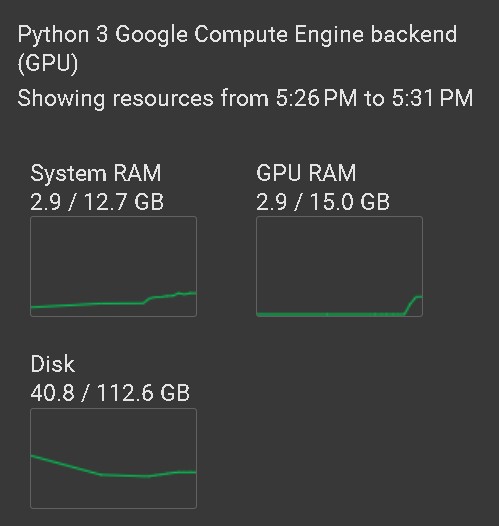 Python 3 Google Compute Engine backend
(GPU)
Showing resources from 5:26 PM to 5:31 PM
System RAM
2.9 / 12.7 GB
GPU RAM
2.9 / 15.0 GB
Disk
40.8 / 112.6 GB